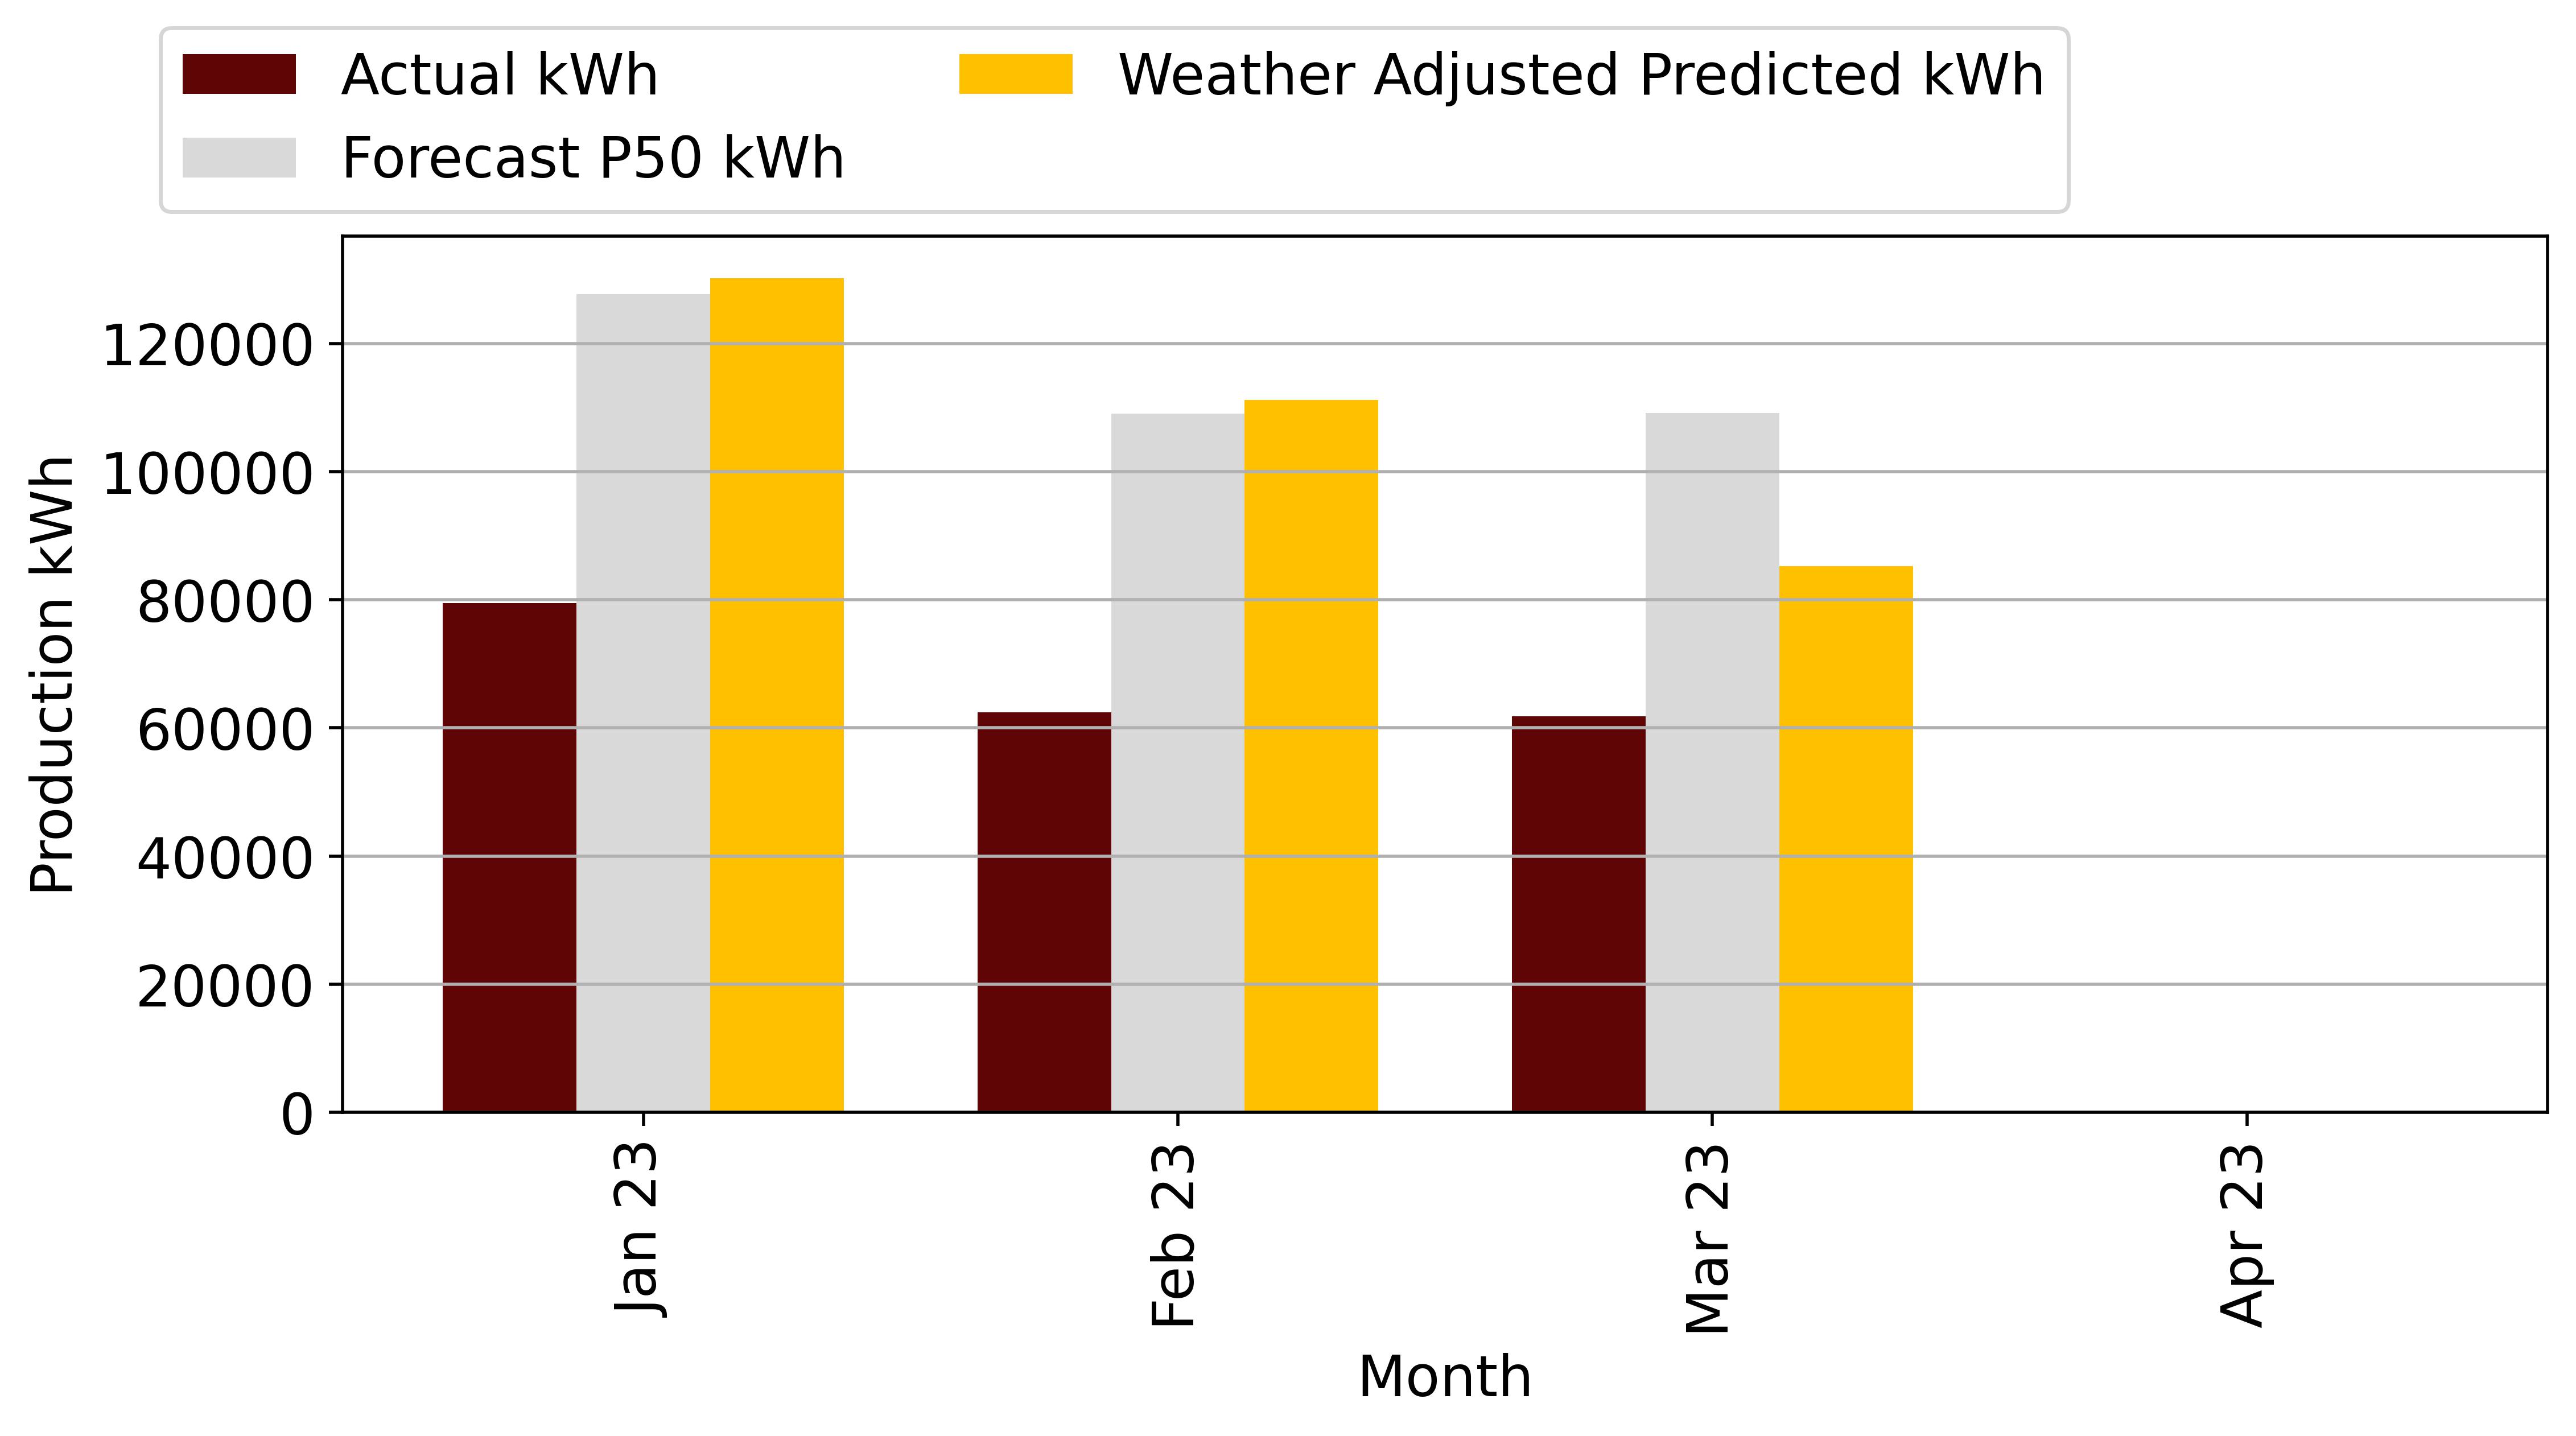 Actual kWh
Forecast P50 kWh
Weather Adjusted Predicted kWh
Production kWh
120000
100000
80000
60000
40000
20000
0
Jan 23
Feb 23
Mar 23
Apr 23
Month